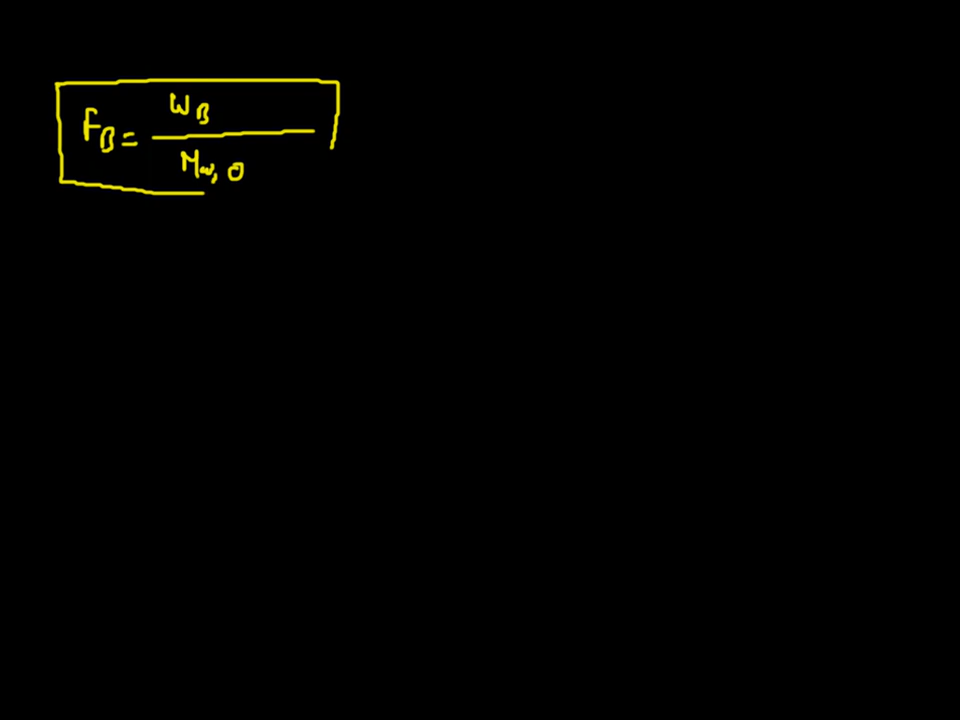 F_B = W_B / M_w, 0